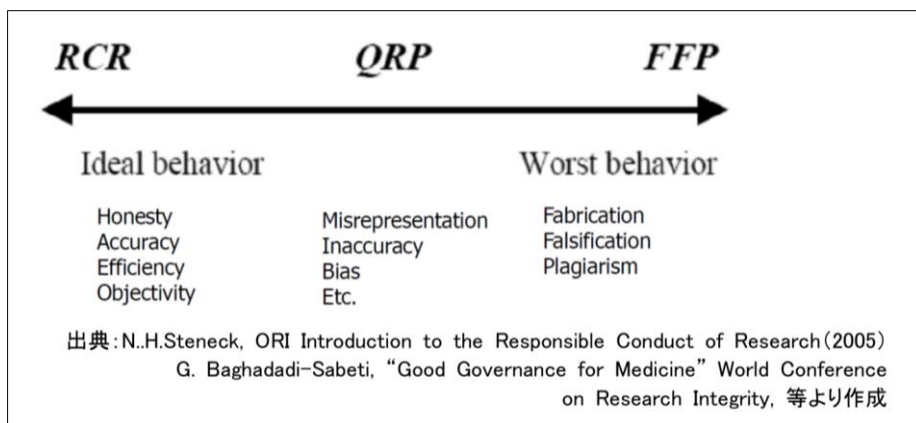 RCR QRP FFP
Ideal behavior Worst behavior
Honesty Misrepresentation Fabrication
Accuracy Inaccuracy Falsification
Efficiency Bias Plagiarism
Objectivity Etc.
出典:N..H.Steneck, ORI Introduction to the Responsible Conduct of Research(2005)
G. Baghadadi-Sabeti, “Good Governance for Medicine” World Conference
on Research Integrity, 等より作成